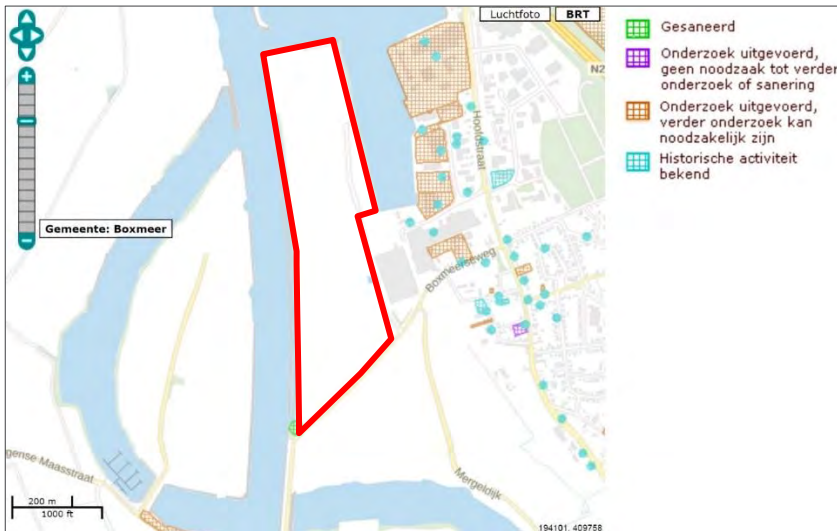 Luchtfoto
BRT
N2
Hoofdstraat
Gemeente: Boxmeer
Boxmeerseweg
gense-Maasstraat
Mergeldijk
200 m
1000 ft
194101, 409758
Gesaneerd
Onderzoek uitgevoerd,
geen noodzaak tot verder
onderzoek of sanering
Onderzoek uitgevoerd,
verder onderzoek kan
noodzakelijk zijn
Historische activiteit
bekend